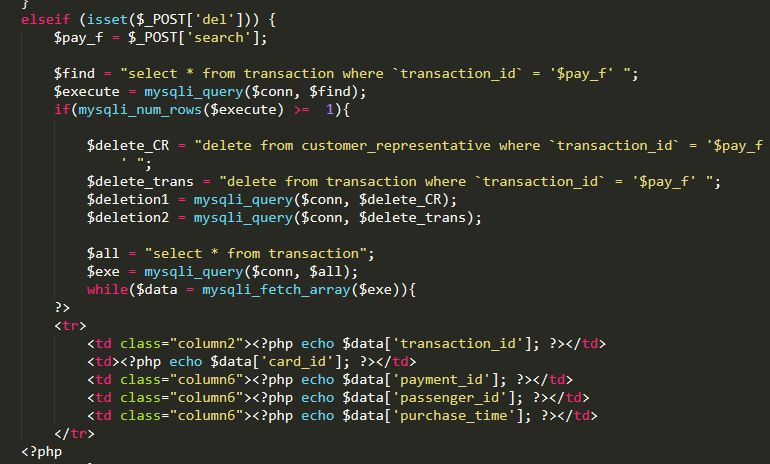 }
elseif (isset($_POST['del'])) {
$pay_f = $_POST['search'];
$find = "select * from transaction where `transaction_id` = '$pay_f' ";
$execute = mysqli_query($conn, $find);
if(mysqli_num_rows($execute) >=  1){
$delete_CR = "delete from customer_representative where `transaction_id` = '$pay_f
' ";
$delete_trans = "delete from transaction where `transaction_id` = '$pay_f' ";
$deletion1 = mysqli_query($conn, $delete_CR);
$deletion2 = mysqli_query($conn, $delete_trans);
$all = "select * from transaction";
$exe = mysqli_query($conn, $all);
while($data = mysqli_fetch_array($exe)){
?>
<tr>
<td class="column2"><?php echo $data['transaction_id']; ?></td>
<td><?php echo $data['card_id']; ?></td>
<td class="column6"><?php echo $data['payment_id']; ?></td>
<td class="column6"><?php echo $data['passenger_id']; ?></td>
<td class="column6"><?php echo $data['purchase_time']; ?></td>
</tr>
<?php